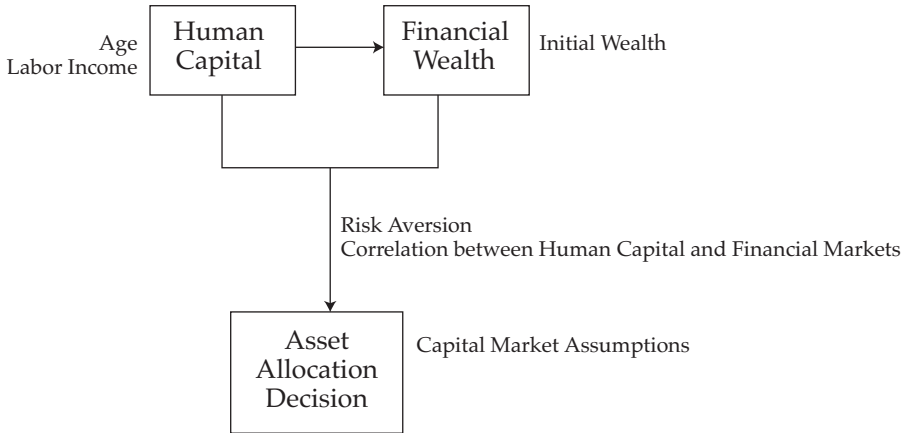 Age
Labor Income
Human
Capital
Financial
Wealth
Initial Wealth
Risk Aversion
Correlation between Human Capital and Financial Markets
Asset
Allocation
Decision
Capital Market Assumptions